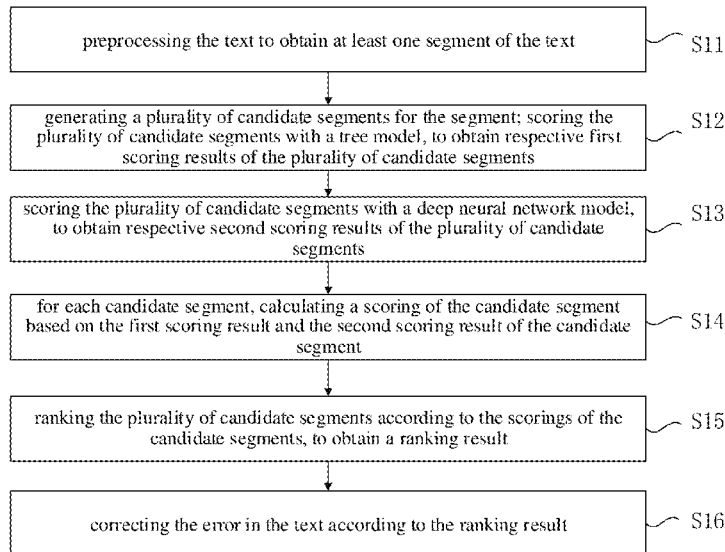 preprocessing the text to obtain at least one segment of the text
S11
generating a plurality of candidate segments for the segment; scoring the
plurality of candidate segments with a tree model, to obtain respective first
scoring results of the plurality of candidate segments
S12
scoring the plurality of candidate segments with a deep neural network model,
to obtain respective second scoring results of the plurality of candidate
segments
S13
for each candidate segment, calculating a scoring of the candidate segment
based on the first scoring result and the second scoring result of the candidate
segment
S14
ranking the plurality of candidate segments according to the scorings of the
candidate segments, to obtain a ranking result
S15
correcting the error in the text according to the ranking result
S16